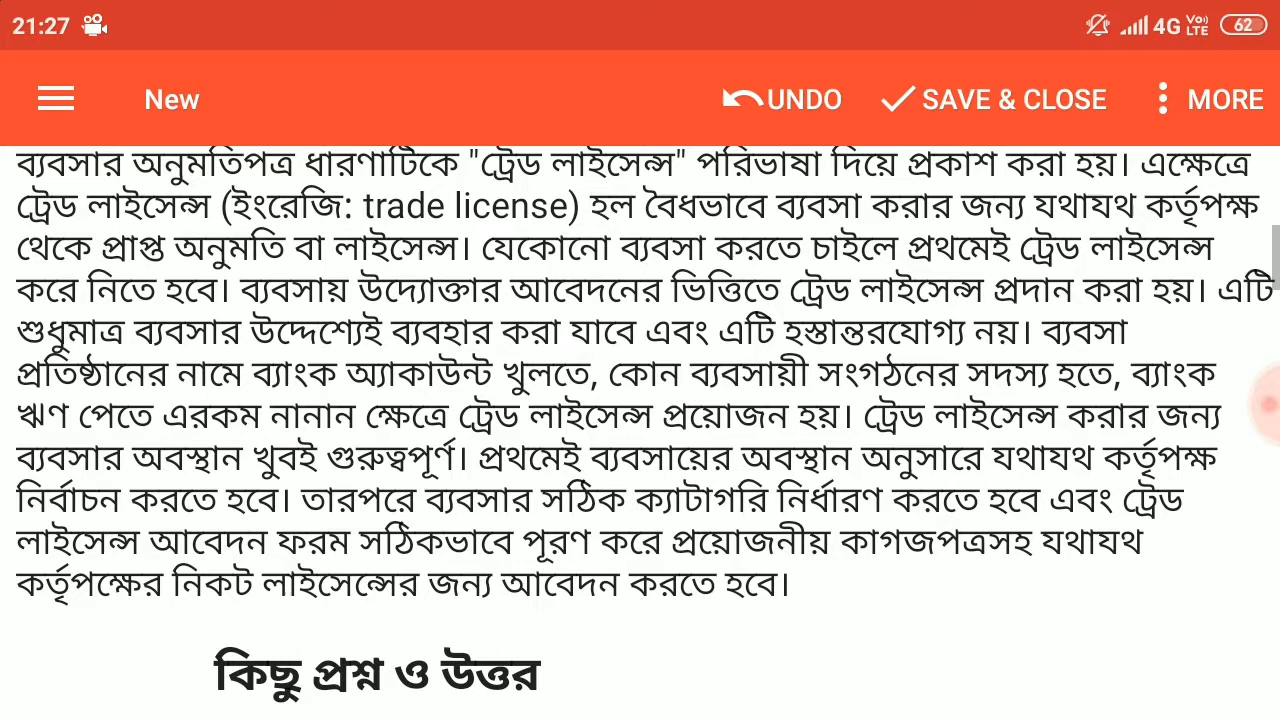 21:27 4G Vo)) LTE 62
New UNDO SAVE & CLOSE MORE
ব্যবসার অনুমতিপত্র ধারণাটিকে "ট্রেড লাইসেন্স" পরিভাষা দিয়ে প্রকাশ করা হয়। এক্ষেত্রে
ট্রেড লাইসেন্স (ইংরেজি: trade license) হল বৈধভাবে ব্যবসা করার জন্য যথাযথ কর্তৃপক্ষ
থেকে প্রাপ্ত অনুমতি বা লাইসেন্স। যেকোনো ব্যবসা করতে চাইলে প্রথমেই ট্রেড লাইসেন্স
করে নিতে হবে। ব্যবসায় উদ্যোক্তার আবেদনের ভিত্তিতে ট্রেড লাইসেন্স প্রদান করা হয়। এটি
শুধুমাত্র ব্যবসার উদ্দেশ্যেই ব্যবহার করা যাবে এবং এটি হস্তান্তরযোগ্য নয়। ব্যবসা
প্রতিষ্ঠানের নামে ব্যাংক অ্যাকাউন্ট খুলতে, কোন ব্যবসায়ী সংগঠনের সদস্য হতে, ব্যাংক
ঋণ পেতে এরকম নানান ক্ষেত্রে ট্রেড লাইসেন্স প্রয়োজন হয়। ট্রেড লাইসেন্স করার জন্য
ব্যবসার অবস্থান খুবই গুরুত্বপূর্ণ। প্রথমেই ব্যবসায়ের অবস্থান অনুসারে যথাযথ কর্তৃপক্ষ
নির্বাচন করতে হবে। তারপরে ব্যবসার সঠিক ক্যাটাগরি নির্ধারণ করতে হবে এবং ট্রেড
লাইসেন্স আবেদন ফরম সঠিকভাবে পূরণ করে প্রয়োজনীয় কাগজপত্রসহ যথাযথ
কর্তৃপক্ষের নিকট লাইসেন্সের জন্য আবেদন করতে হবে।
কিছু প্রশ্ন ও উত্তর